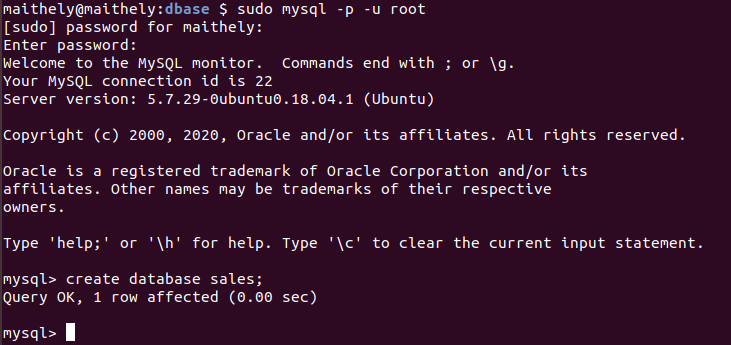 maithely@maithely:dbase $ sudo mysql -p -u root
[sudo] password for maithely:
Enter password:
Welcome to the MySQL monitor.  Commands end with ; or \g.
Your MySQL connection id is 22
Server version: 5.7.29-0ubuntu0.18.04.1 (Ubuntu)
Copyright (c) 2000, 2020, Oracle and/or its affiliates. All rights reserved.
Oracle is a registered trademark of Oracle Corporation and/or its
affiliates. Other names may be trademarks of their respective
owners.
Type 'help;' or '\h' for help. Type '\c' to clear the current input statement.
mysql> create database sales;
Query OK, 1 row affected (0.00 sec)
mysql>